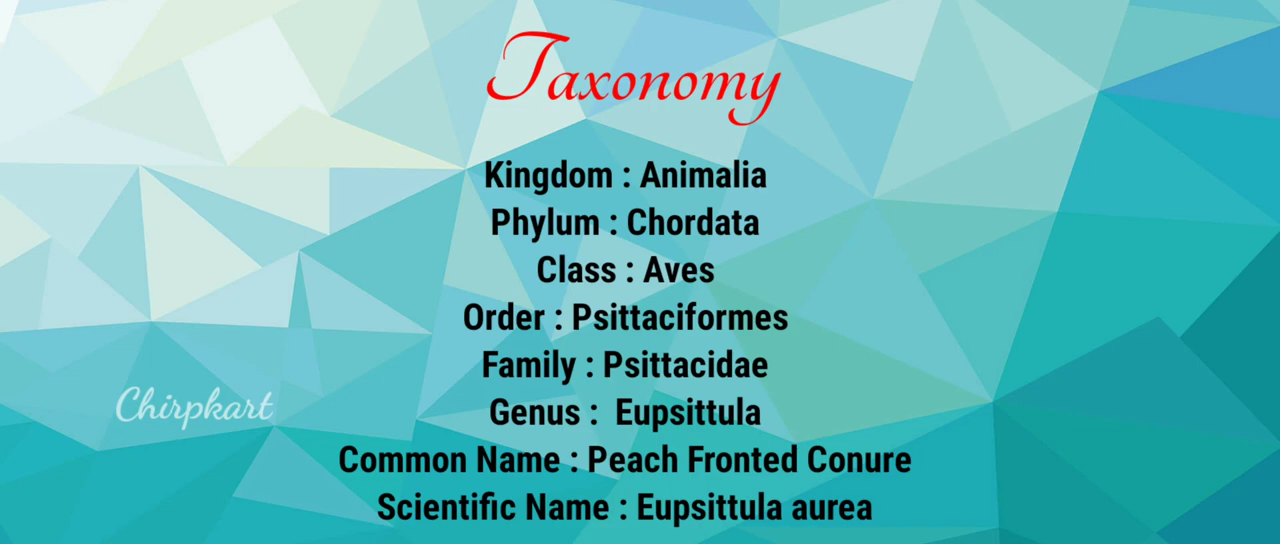 Taxonomy
Kingdom : Animalia
Phylum : Chordata
Class : Aves
Order : Psittaciformes
Family : Psittacidae
Genus :  Eupsittula
Common Name : Peach Fronted Conure
Scientific Name : Eupsittula aurea
Chirpkart